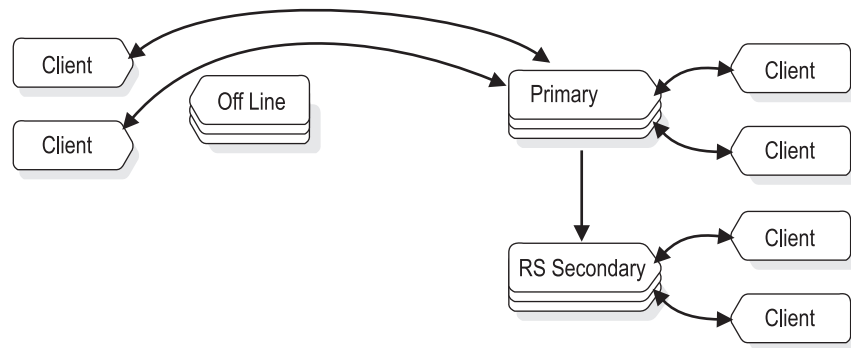 Client
Client
Off Line
Primary
Client
Client
RS Secondary
Client
Client